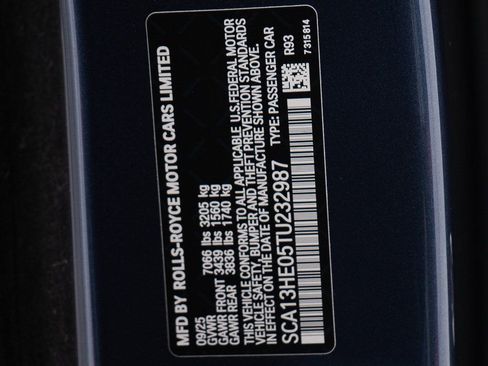 MFD BY ROLLS-ROYCE MOTOR CARS LIMITED
09/25
GVWR 7066 lbs 3205 kg
GAWR FRONT 3439 lbs 1560 kg
GAWR REAR 3836 lbs 1740 kg
THIS VEHICLE CONFORMS TO ALL APPLICABLE U.S.FEDERAL MOTOR
VEHICLE SAFETY, BUMPER AND THEFT PREVENTION STANDARDS
IN EFFECT ON THE DATE OF MANUFACTURE SHOWN ABOVE.
TYPE: PASSENGER CAR
SCA13HE05TU232987
R93
7315814